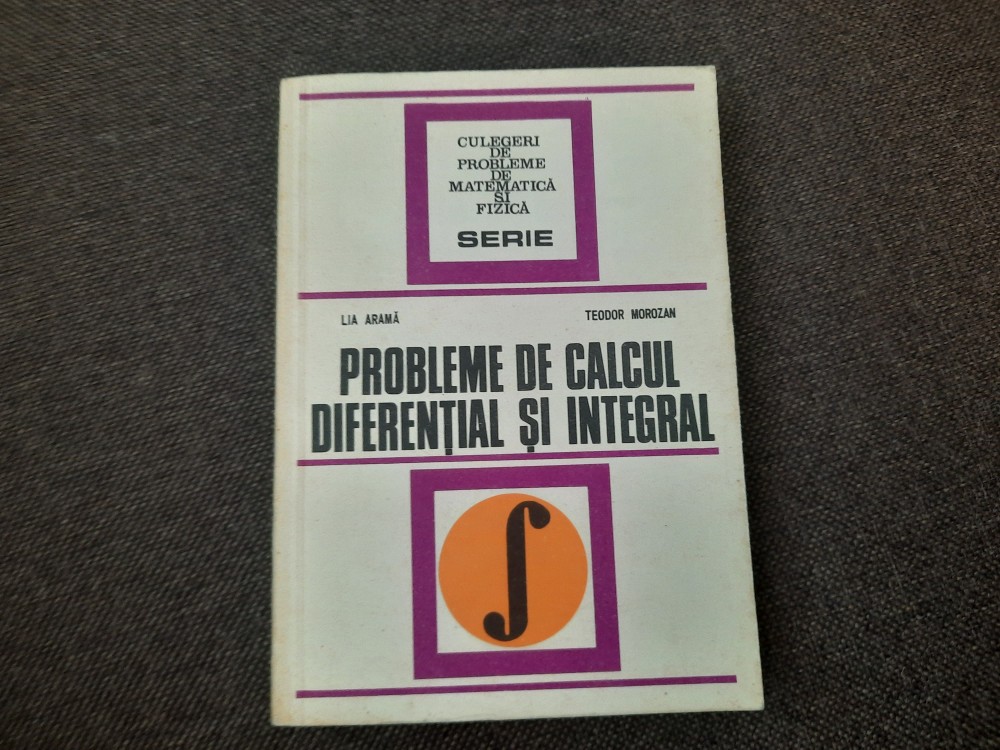 CULEGERI
DE
PROBLEME
DE
MATEMATICĂ
ȘI
FIZICĂ
SERIE
LIA ARAMĂ TEODOR MOROZAN
PROBLEME DE CALCUL
DIFERENȚIAL ȘI INTEGRAL
∫